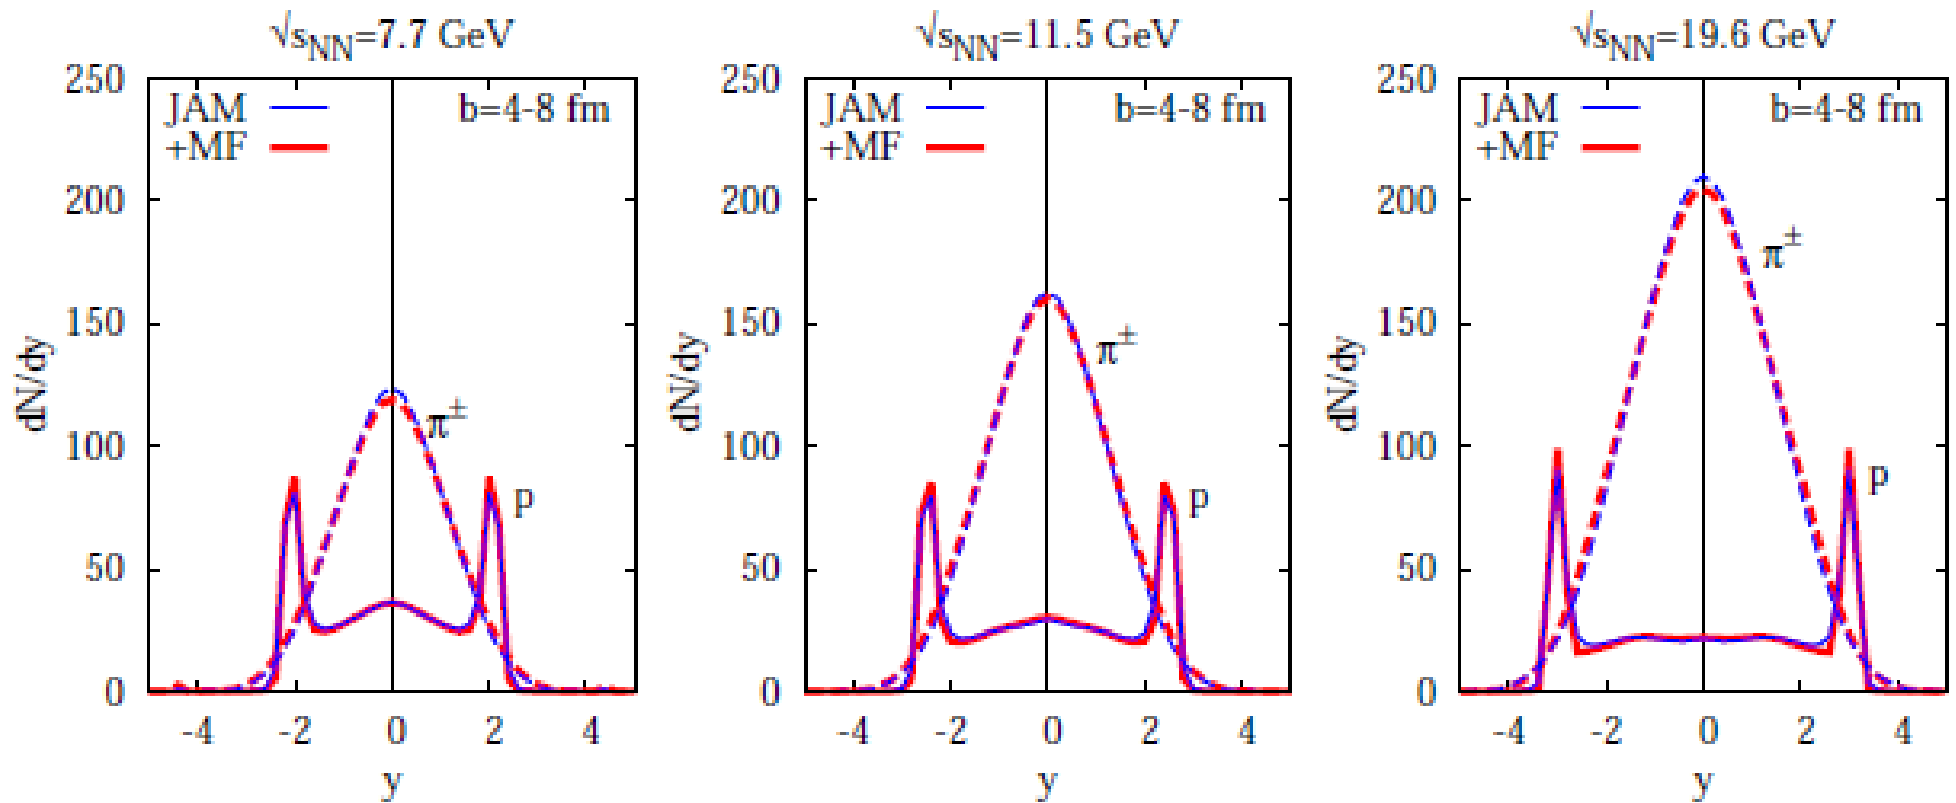 √sNN=7.7 GeV
250
200
150
100
50
0
dN/dy
JAM
+MF
b=4-8 fm
π±
p
-4 -2 0 2 4
y
√sNN=11.5 GeV
250
200
150
100
50
0
dN/dy
JAM
+MF
b=4-8 fm
π±
p
-4 -2 0 2 4
y
√sNN=19.6 GeV
250
200
150
100
50
0
dN/dy
JAM
+MF
b=4-8 fm
π±
p
-4 -2 0 2 4
y